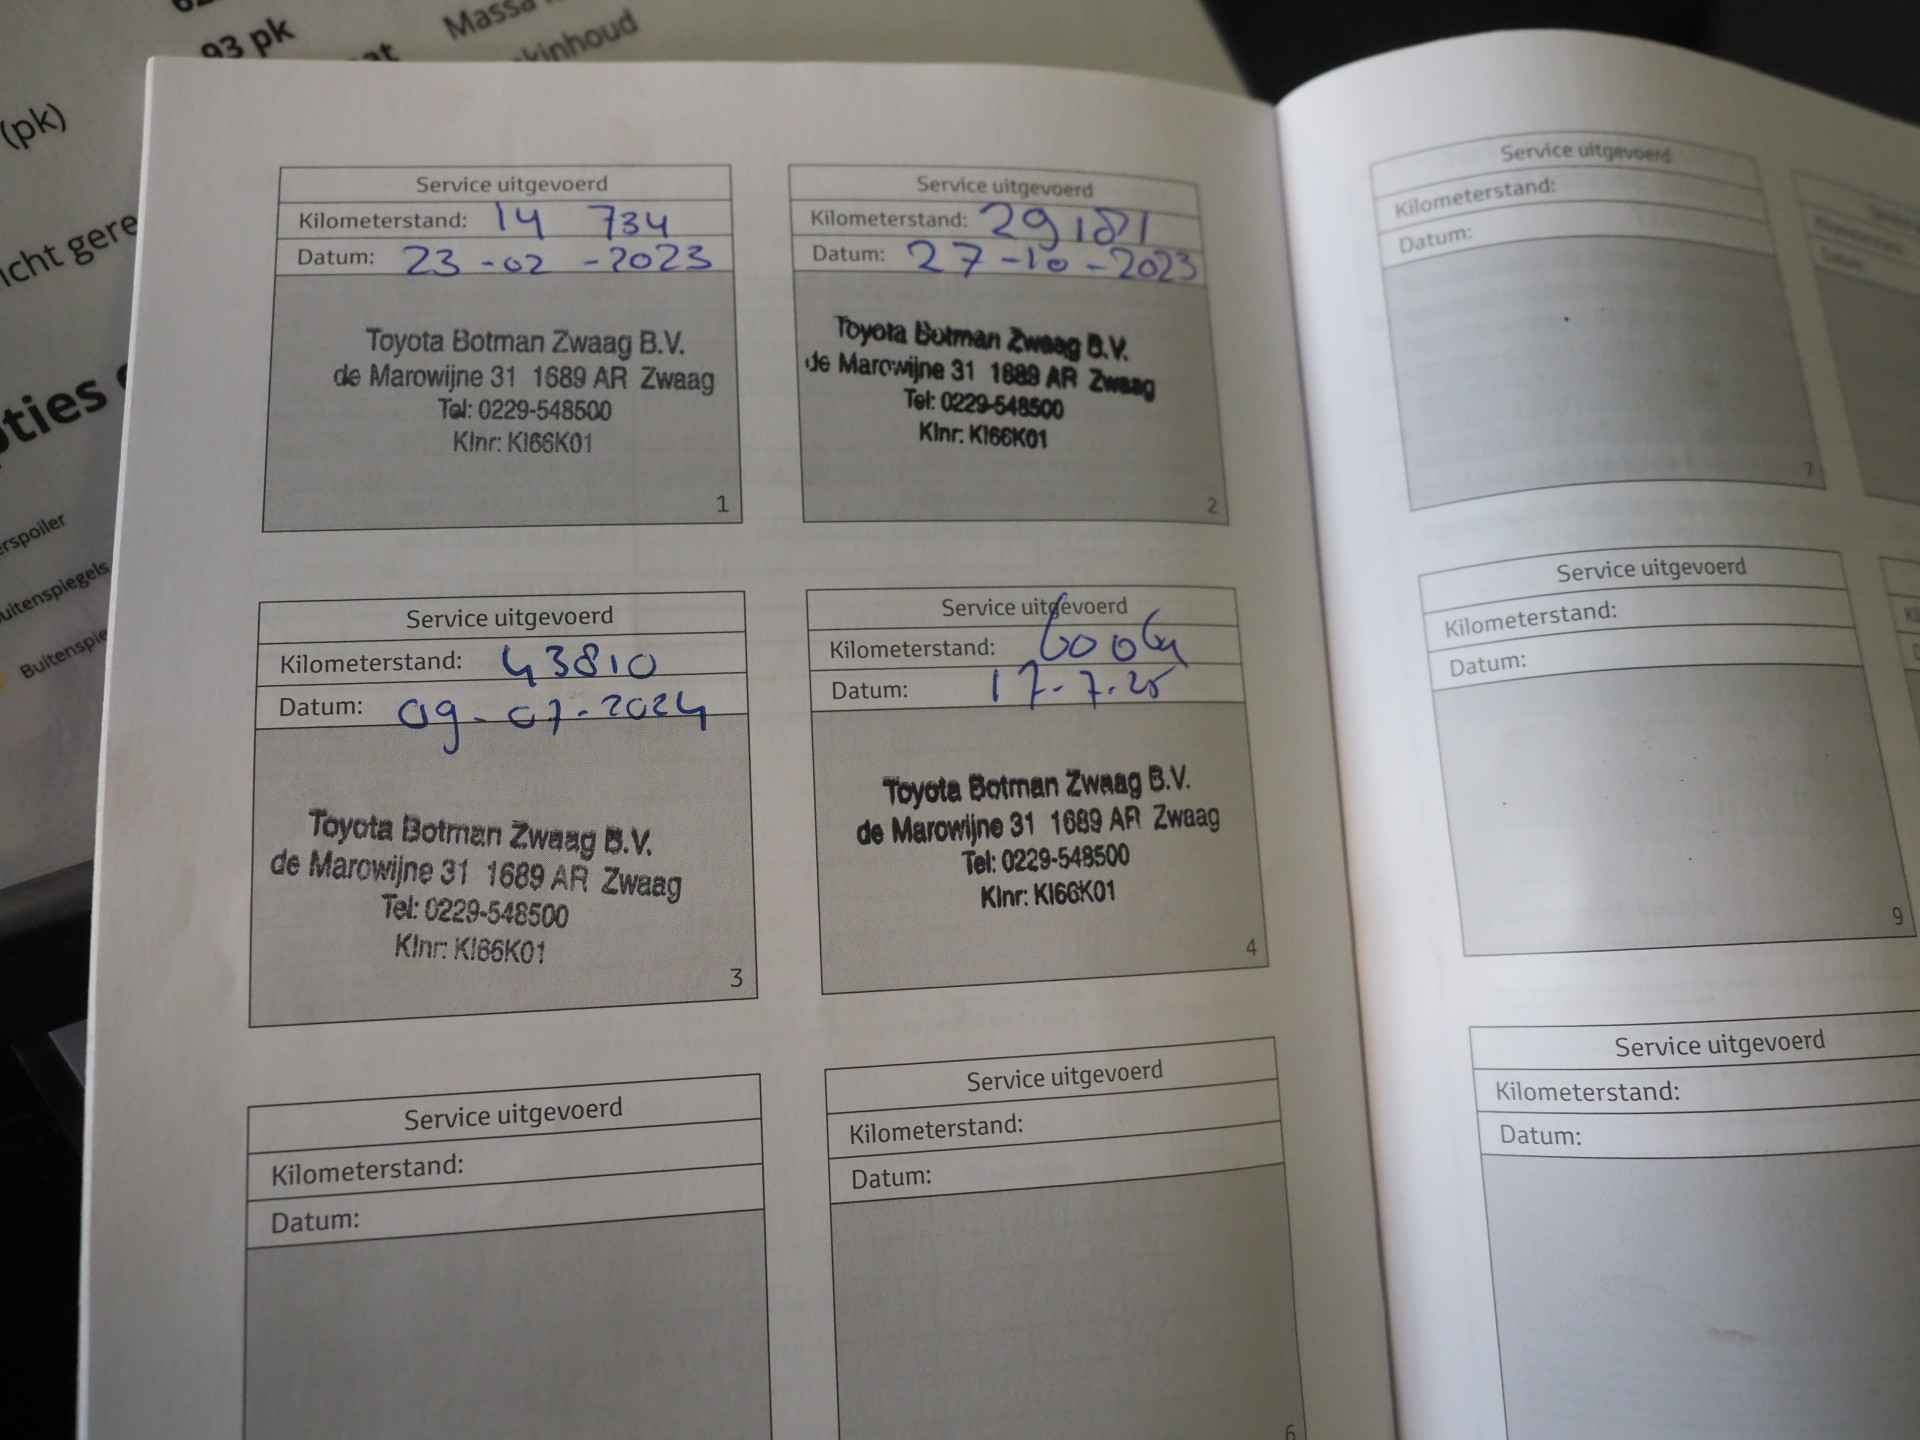 93 pk
Massa
(pk)
icht gere
erspoiler
uitenspiegels
Buitenspie
Service uitgevoerd
Kilometerstand: 14 734
Datum: 23-02-2023
Toyota Botman Zwaag B.V.
de Marowijne 31 1689 AR Zwaag
Tel: 0229-548500
Klnr: KI66K01
1
Service uitgevoerd
Kilometerstand: 29181
Datum: 27-10-2023
Toyota Botman Zwaag B.V.
de Marowijne 31 1689 AR Zwaag
Tel: 0229-548500
Klnr: KI66K01
2
Service uitgevoerd
Kilometerstand: 43810
Datum: 09-07-2024
Toyota Botman Zwaag B.V.
de Marowijne 31 1689 AR Zwaag
Tel: 0229-548500
Klnr: KI66K01
3
Service uitgevoerd
Kilometerstand:
Datum: 17-7-25
Toyota Botman Zwaag B.V.
de Marowijne 31 1689 AR Zwaag
Tel: 0229-548500
Klnr: KI66K01
4
Service uitgevoerd
Kilometerstand:
Datum:
Service uitgevoerd
Kilometerstand:
Datum:
6
Service uitgevoerd
Kilometerstand:
Datum:
7
Service uitgevoerd
Kilometerstand:
Datum:
9
Service uitgevoerd
Kilometerstand:
Datum: